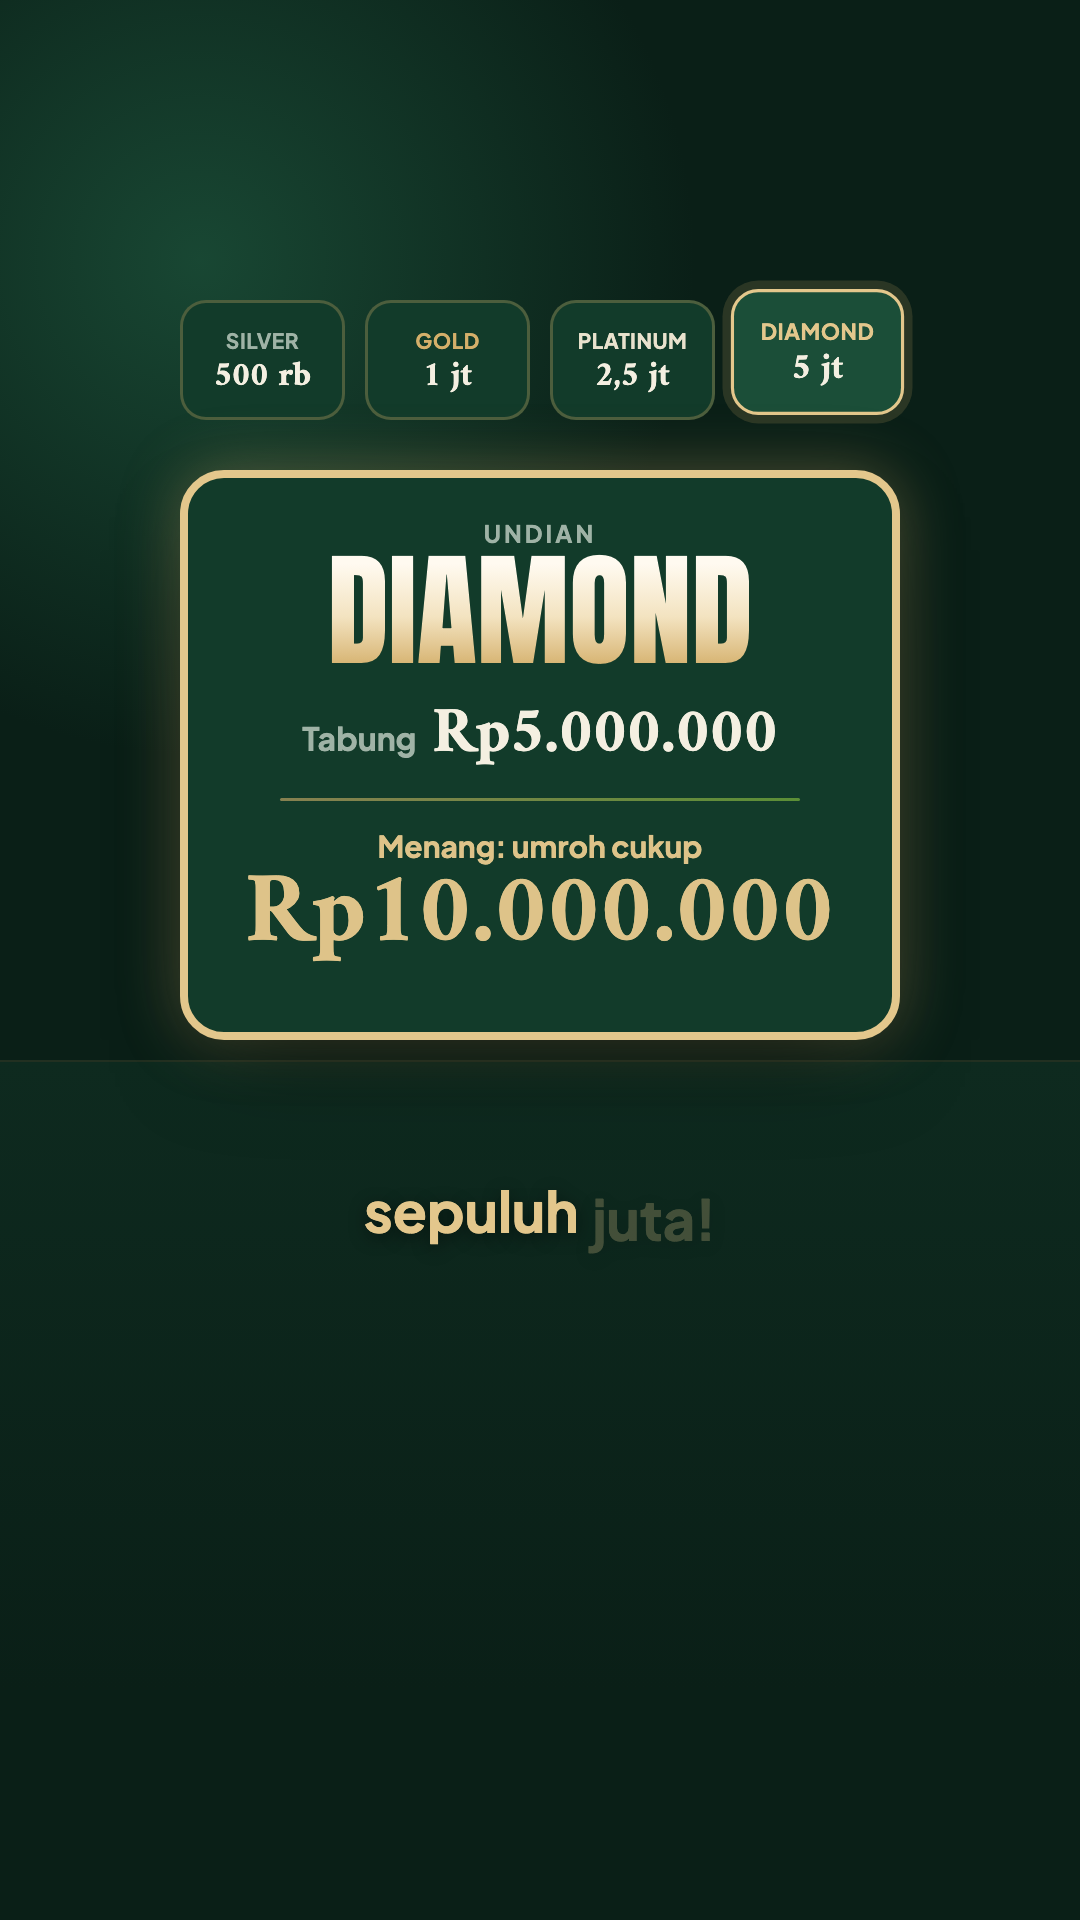 SILVER
500 rb
GOLD
1 jt
PLATINUM
2,5 jt
DIAMOND
5 jt
UNDIAN
DIAMOND
Tabung Rp5.000.000
Menang: umroh cukup
Rp10.000.000
sepuluh juta!